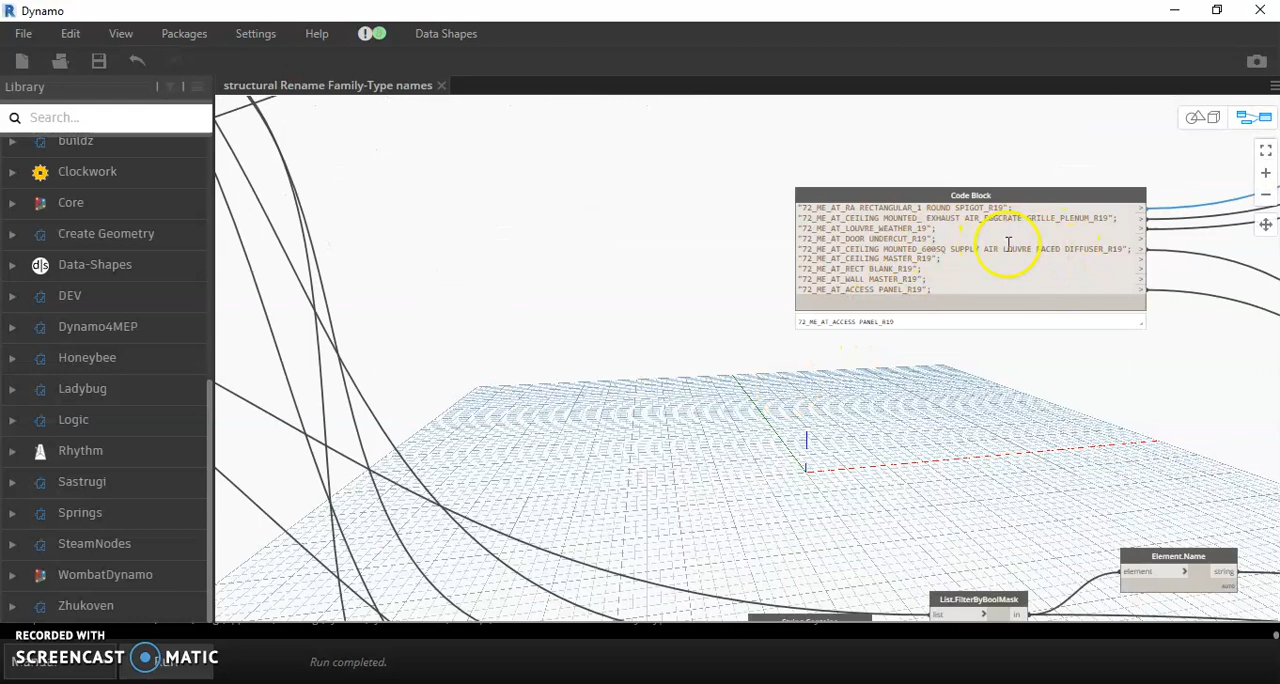 Dynamo
File Edit View Packages Settings Help Data Shapes
Library
structural Rename Family-Type names
Search...
buildz
Clockwork
Core
Create Geometry
Data-Shapes
DEV
Dynamo4MEP
Honeybee
Ladybug
Logic
Rhythm
Sastrugi
Springs
SteamNodes
WombatDynamo
Zhukoven
Code Block
"72_ME_AT_RA RECTANGULAR_1 ROUND SPIGOT_R19"; >
"72_ME_AT_CEILING MOUNTED_ EXHAUST AIR_EGGCRATE GRILLE_PLENUM_R19"; >
"72_ME_AT_LOUVRE_WEATHER_19"; >
"72_ME_AT_DOOR UNDERCUT_R19"; >
"72_ME_AT_CEILING MOUNTED_600SQ SUPPLY AIR LOUVRE FACED DIFFUSER_R19"; >
"72_ME_AT_CEILING MASTER_R19"; >
"72_ME_AT_RECT BLANK_R19"; >
"72_ME_AT_WALL MASTER_R19"; >
"72_ME_AT_ACCESS PANEL_R19"; >
72_ME_AT_ACCESS PANEL_R19
Element.Name
element > string
AUTO
List.FilterByBoolMask
list > in
RECORDED WITH
SCREENCAST MATIC
Run completed.